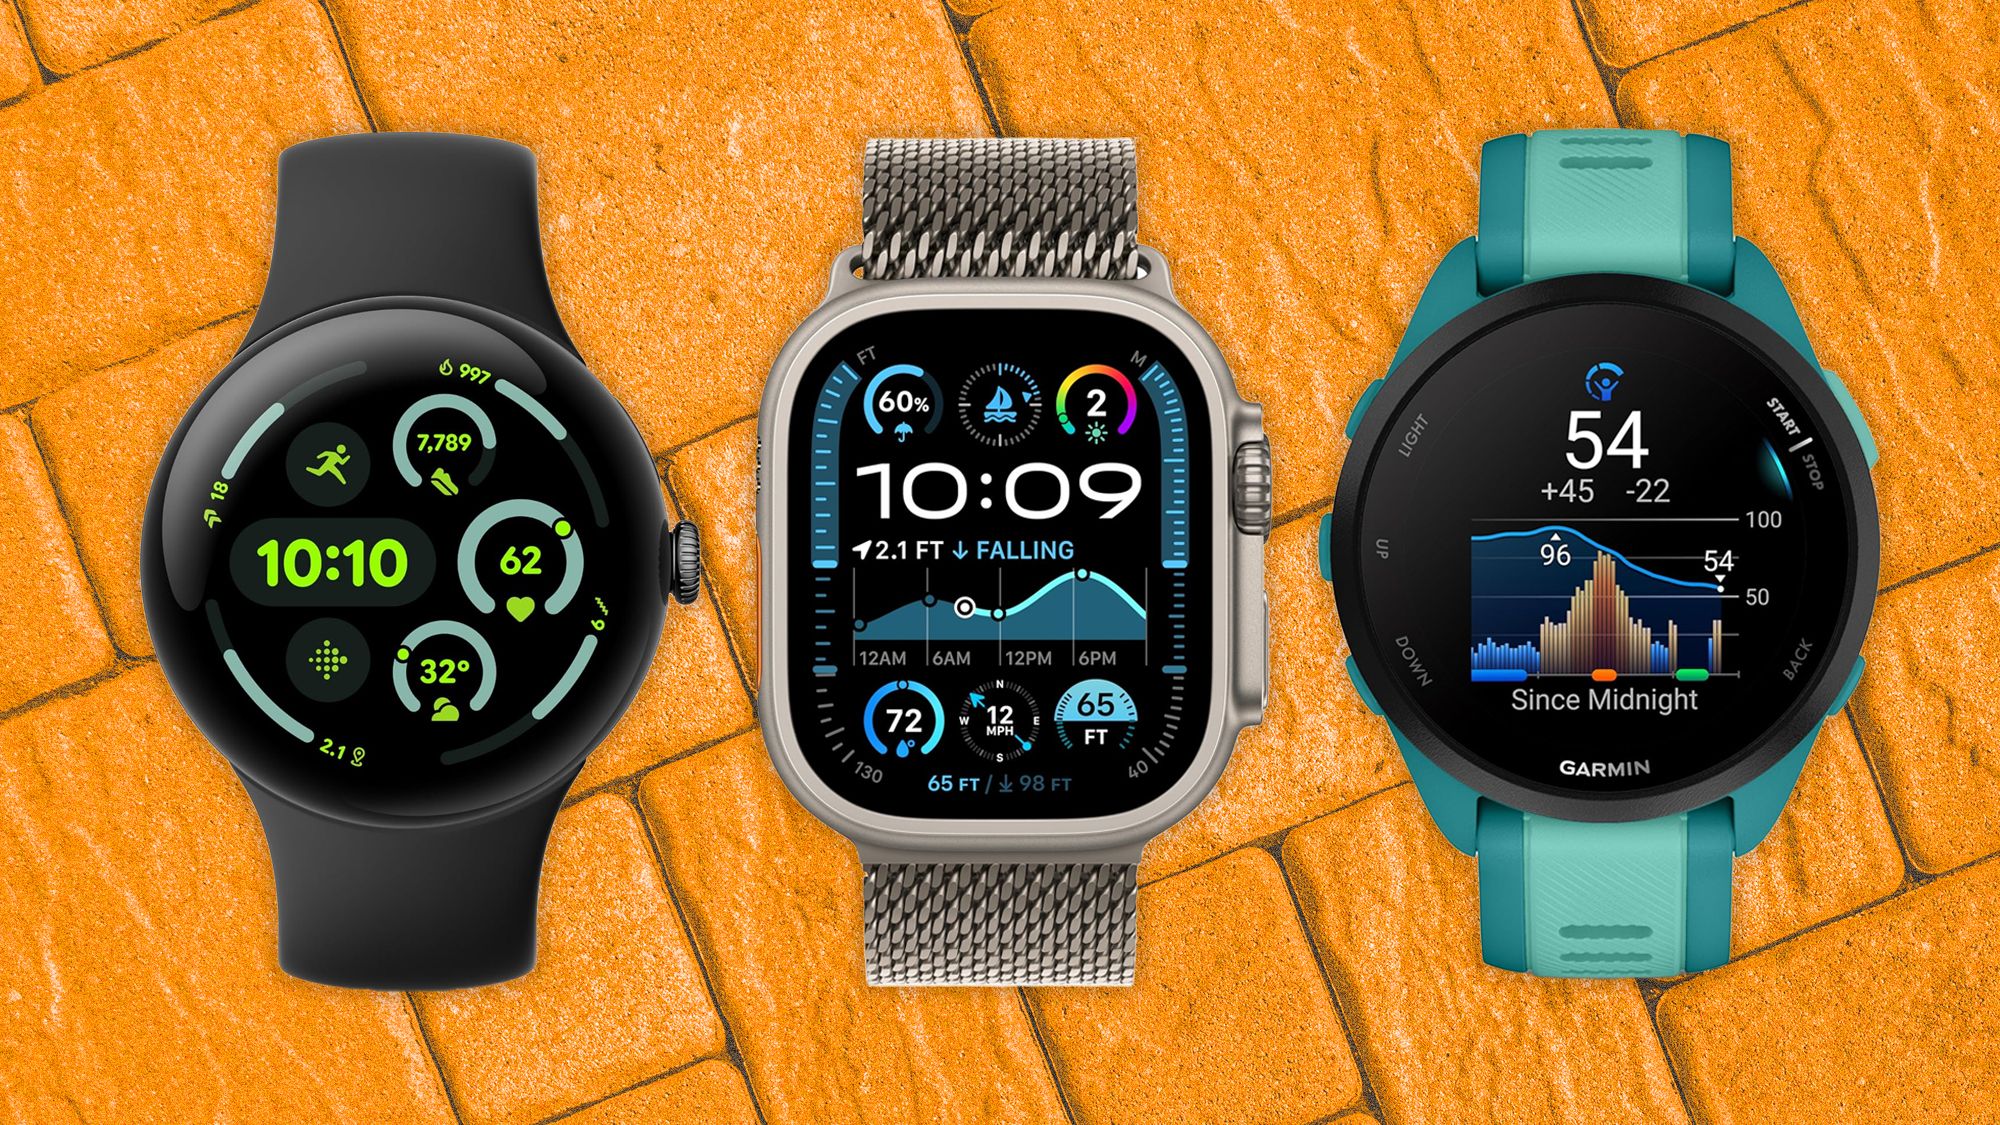 997
7,789
18
10:10
62
9
32°
2.1
FT
M
60%
2
10:09
2.1 FT ↓ FALLING
12AM 6AM 12PM 6PM
72
N
W
12
MPH
E
S
65
FT
130
40
65 FT / ↓ 98 FT
54
+45 -22
100
96
54
50
Since Midnight
GARMIN
LIGHT
UP
DOWN
START
STOP
BACK